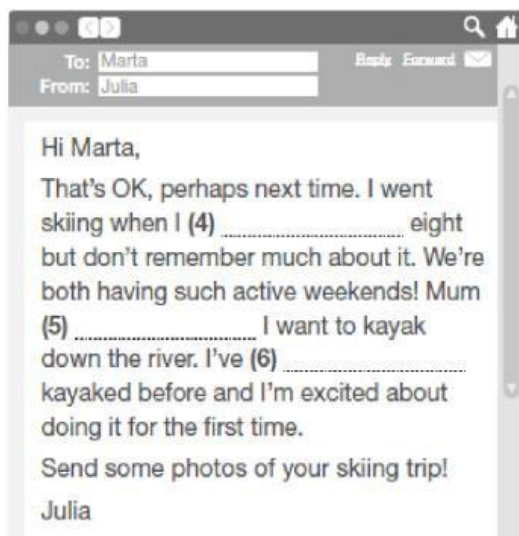 To: Marta
Reply Forward
From: Julia
Hi Marta,
That's OK, perhaps next time. I went
skiing when I (4) ______________ eight
but don't remember much about it. We're
both having such active weekends! Mum
(5) ______________ I want to kayak
down the river. I've (6) ______________
kayaked before and I'm excited about
doing it for the first time.
Send some photos of your skiing trip!
Julia